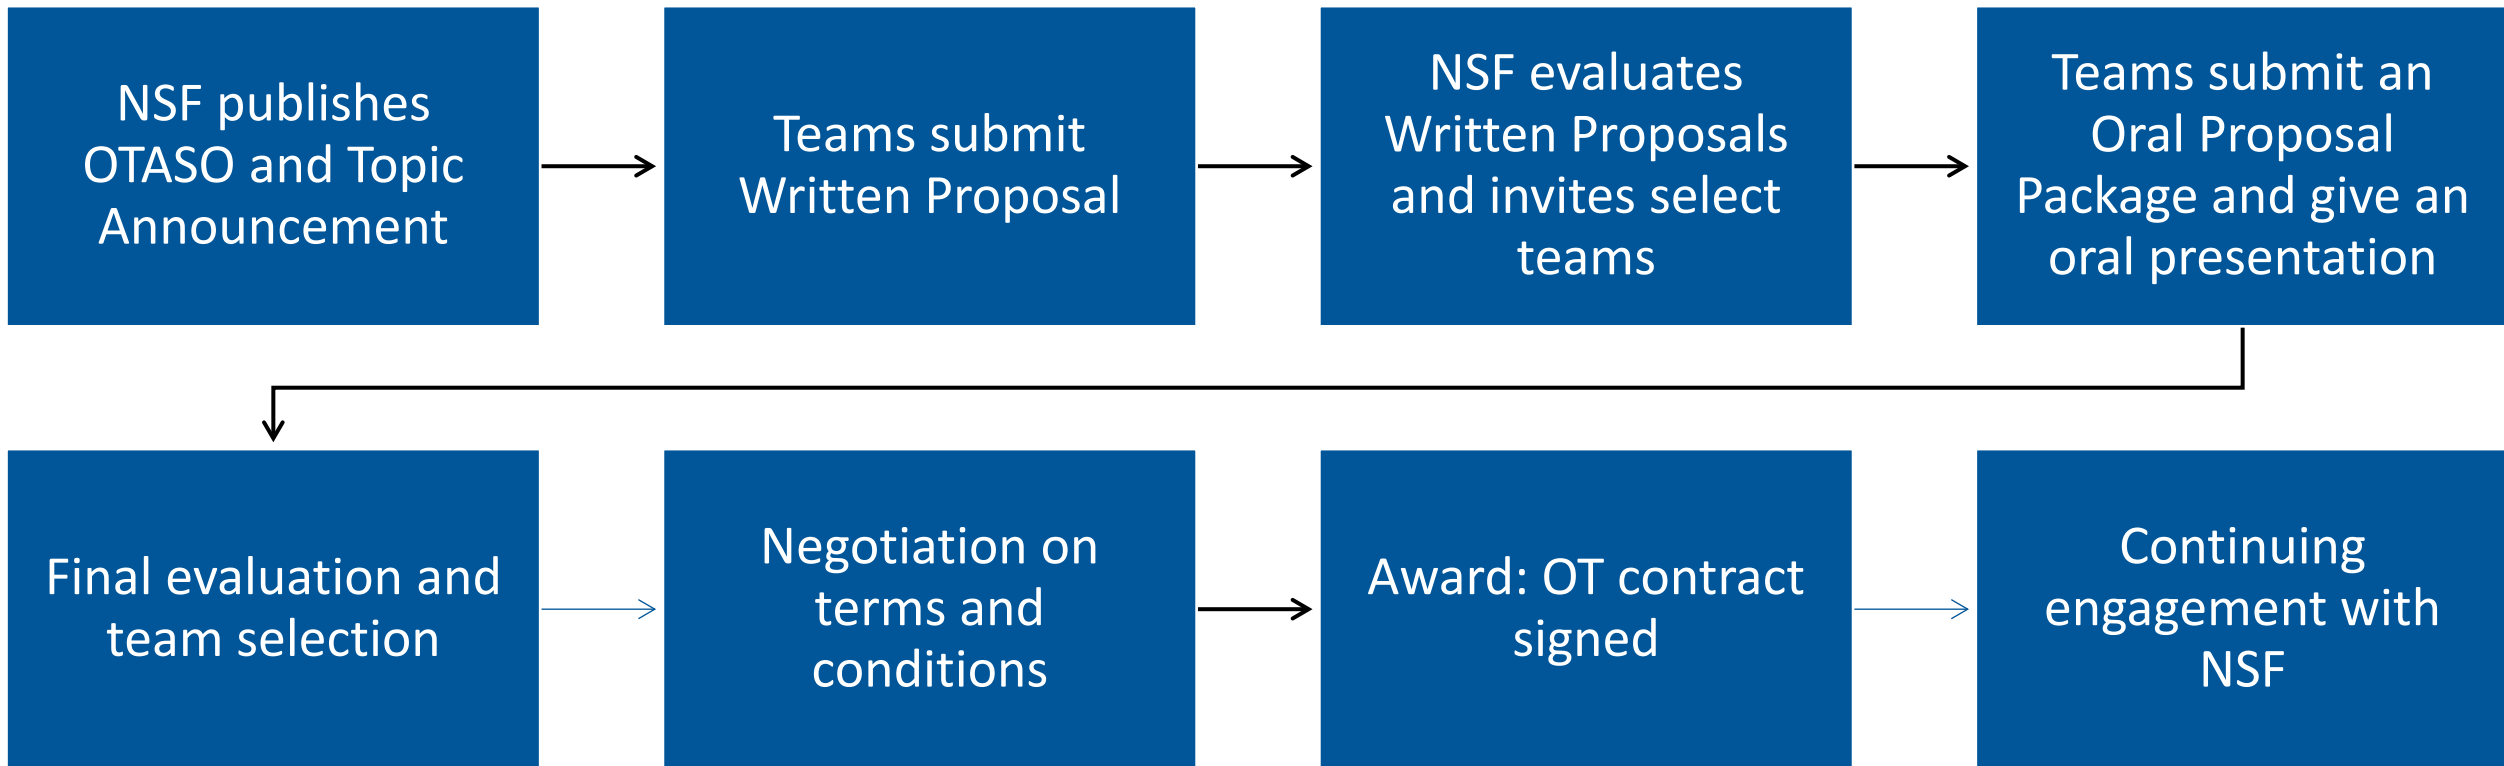 NSF publishes
OTASO and Topic
Announcement
Teams submit
Written Proposal
NSF evaluates
Written Proposals
and invites select
teams
Teams submit an
Oral Proposal
Package and give an
oral presentation
Final evaluation and
team selection
Negotiation on
terms and
conditions
Award: OT contract
signed
Continuing
engagement with
NSF